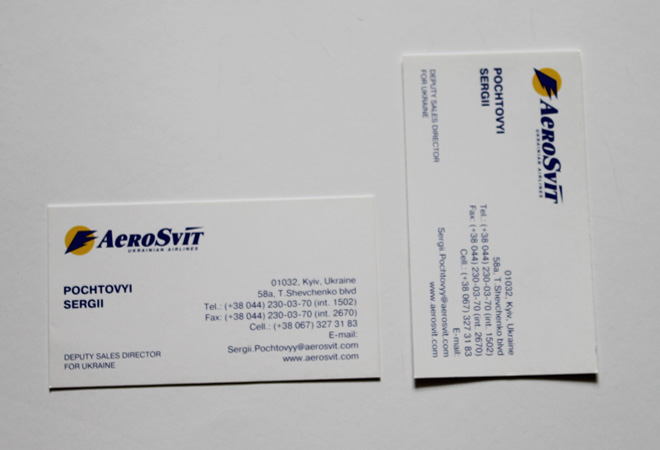 AEROSVIT
UKRAINIAN AIRLINES
POCHTOVYI
SERGII
DEPUTY SALES DIRECTOR
FOR UKRAINE
01032, Kyiv, Ukraine
58a, T.Shevchenko blvd
Tel.: (+38 044) 230-03-70 (int. 1502)
Fax: (+38 044) 230-03-70 (int. 2670)
Cell.: (+38 067) 327 31 83
E-mail:
Sergii.Pochtovyy@aerosvit.com
www.aerosvit.com
AEROSVIT
UKRAINIAN AIRLINES
POCHTOVYI
SERGII
DEPUTY SALES DIRECTOR
FOR UKRAINE
01032, Kyiv, Ukraine
58a, T.Shevchenko blvd
Tel.: (+38 044) 230-03-70 (int. 1502)
Fax: (+38 044) 230-03-70 (int. 2670)
Cell.: (+38 067) 327 31 83
E-mail:
Sergii.Pochtovyy@aerosvit.com
www.aerosvit.com